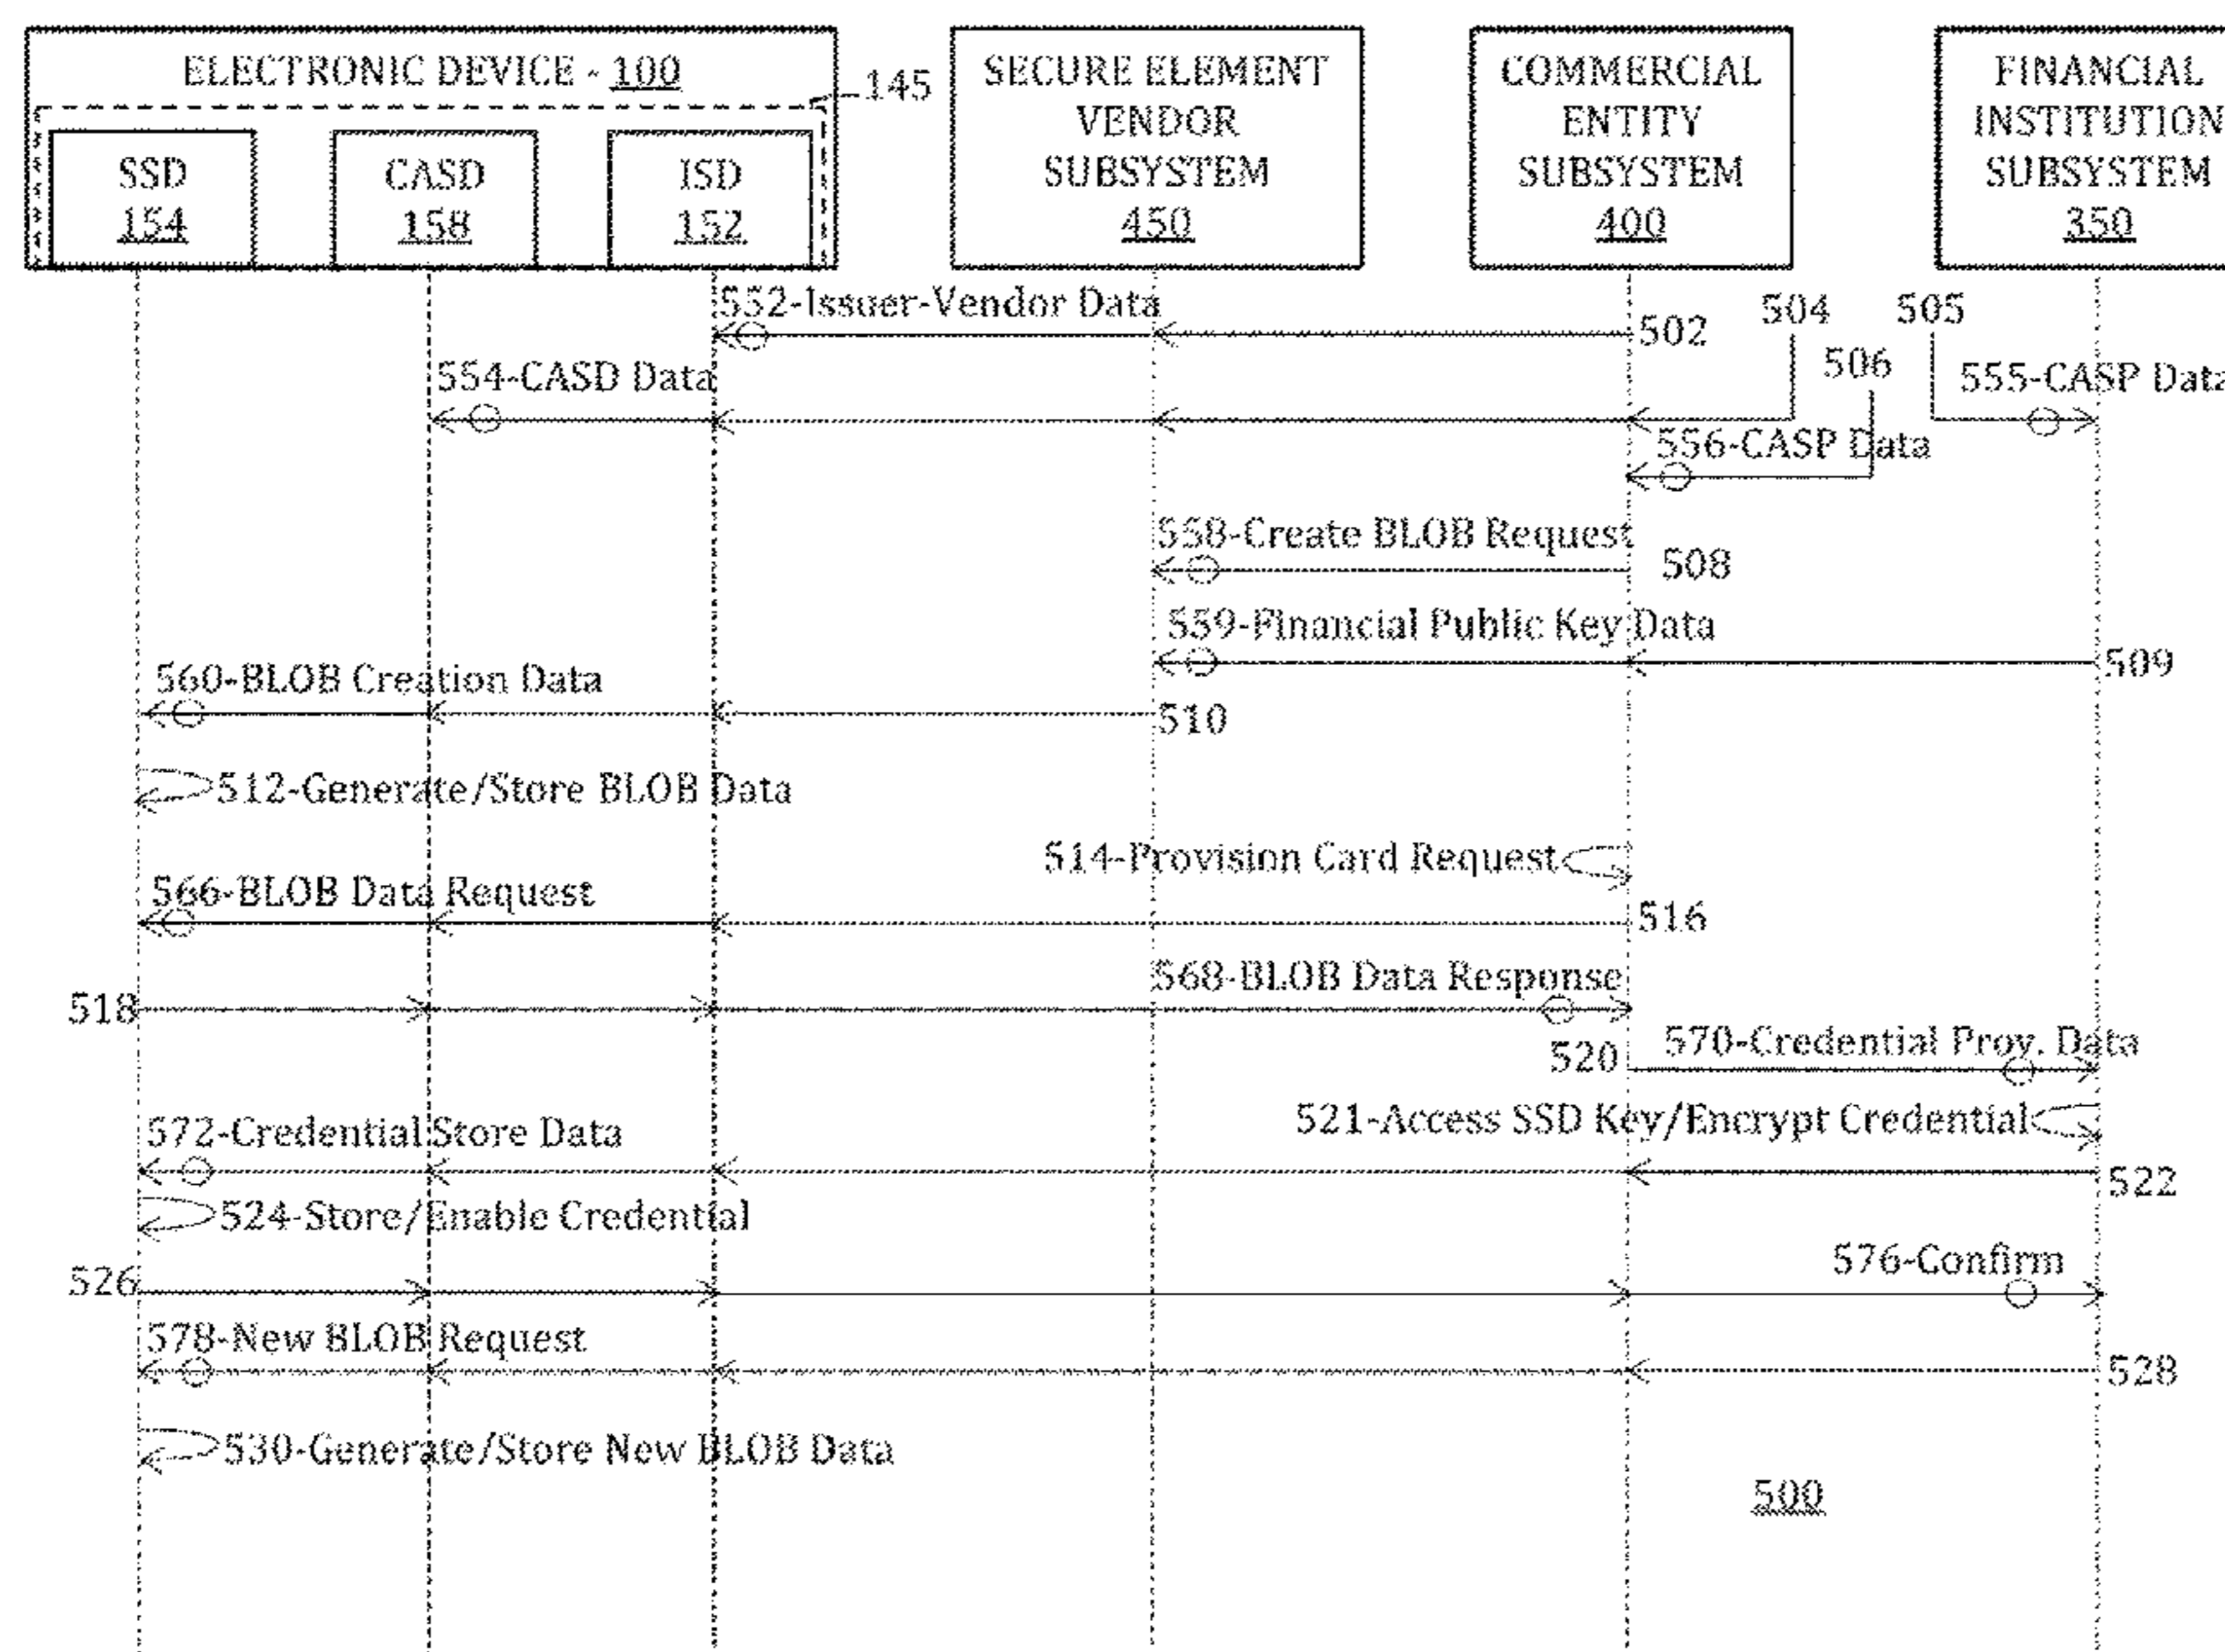 ELECTRONIC DEVICE - 100
145
SSD
154
CASD
158
ISD
152
SECURE ELEMENT
VENDOR
SUBSYSTEM
450
COMMERCIAL
ENTITY
SUBSYSTEM
400
FINANCIAL
INSTITUTION
SUBSYSTEM
350
552-Issuer-Vendor Data
502
504
505
506
554-CASD Data
555-CASP Data
556-CASP Data
558-Create BLOB Request
508
559-Financial Public Key Data
509
560-BLOB Creation Data
510
512-Generate/Store BLOB Data
514-Provision Card Request
566-BLOB Data Request
516
568-BLOB Data Response
518
520
570-Credential Prov. Data
521-Access SSD Key/Encrypt Credential
572-Credential Store Data
522
524-Store/Enable Credential
526
576-Confirm
578-New BLOB Request
528
530-Generate/Store New BLOB Data
500